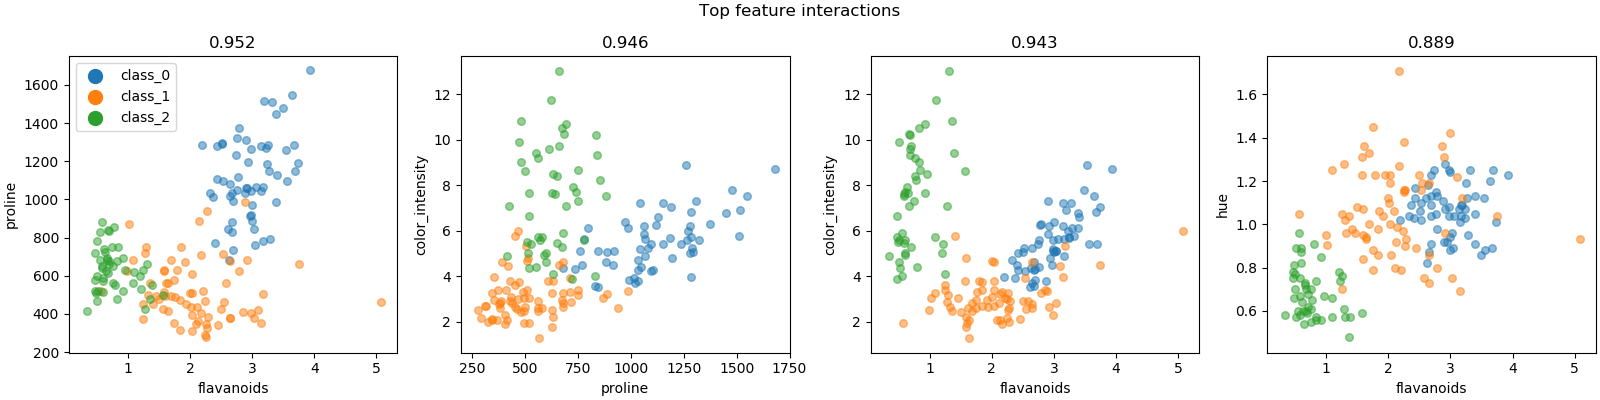 Top feature interactions
0.952
class_0
class_1
class_2
1600
1400
1200
1000
800
600
400
200
proline
1 2 3 4 5
flavanoids
0.946
12
10
8
6
4
2
color_intensity
250 500 750 1000 1250 1500 1750
proline
0.943
12
10
8
6
4
2
color_intensity
1 2 3 4 5
flavanoids
0.889
1.6
1.4
1.2
1.0
0.8
0.6
hue
1 2 3 4 5
flavanoids